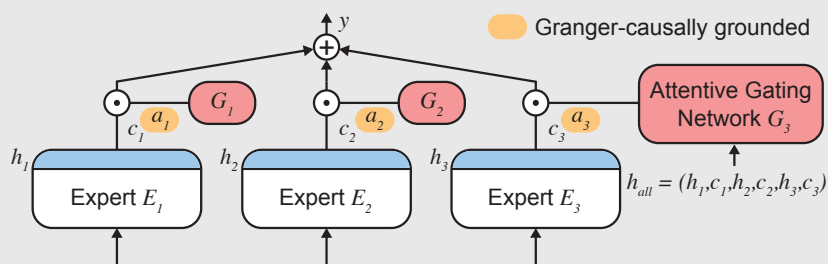 y
Granger-causally grounded
+
c₁ a₁ G₁
c₂ a₂ G₂
c₃ a₃
Attentive Gating
Network G₃
h₁
h₂
h₃
Expert E₁
Expert E₂
Expert E₃
h_all = (h₁,c₁,h₂,c₂,h₃,c₃)